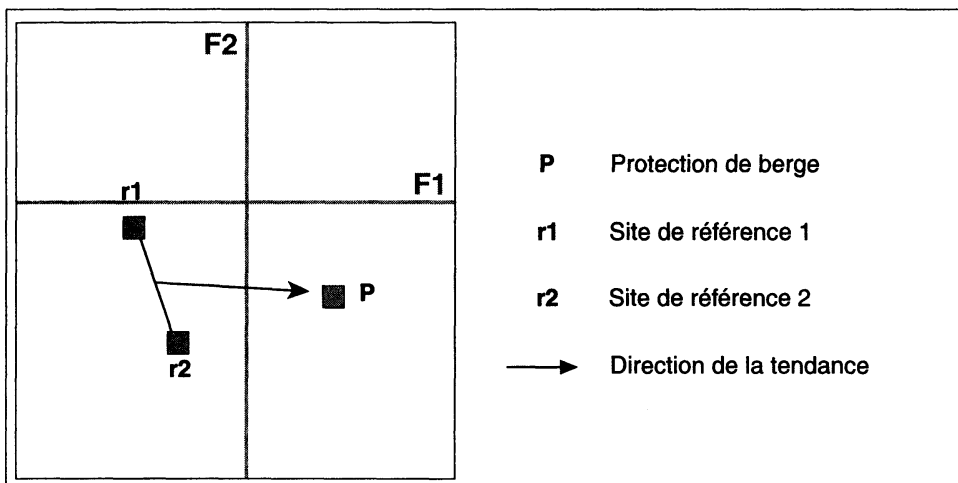 F2
F1
r1
P
r2
P Protection de berge
r1 Site de référence 1
r2 Site de référence 2
Direction de la tendance